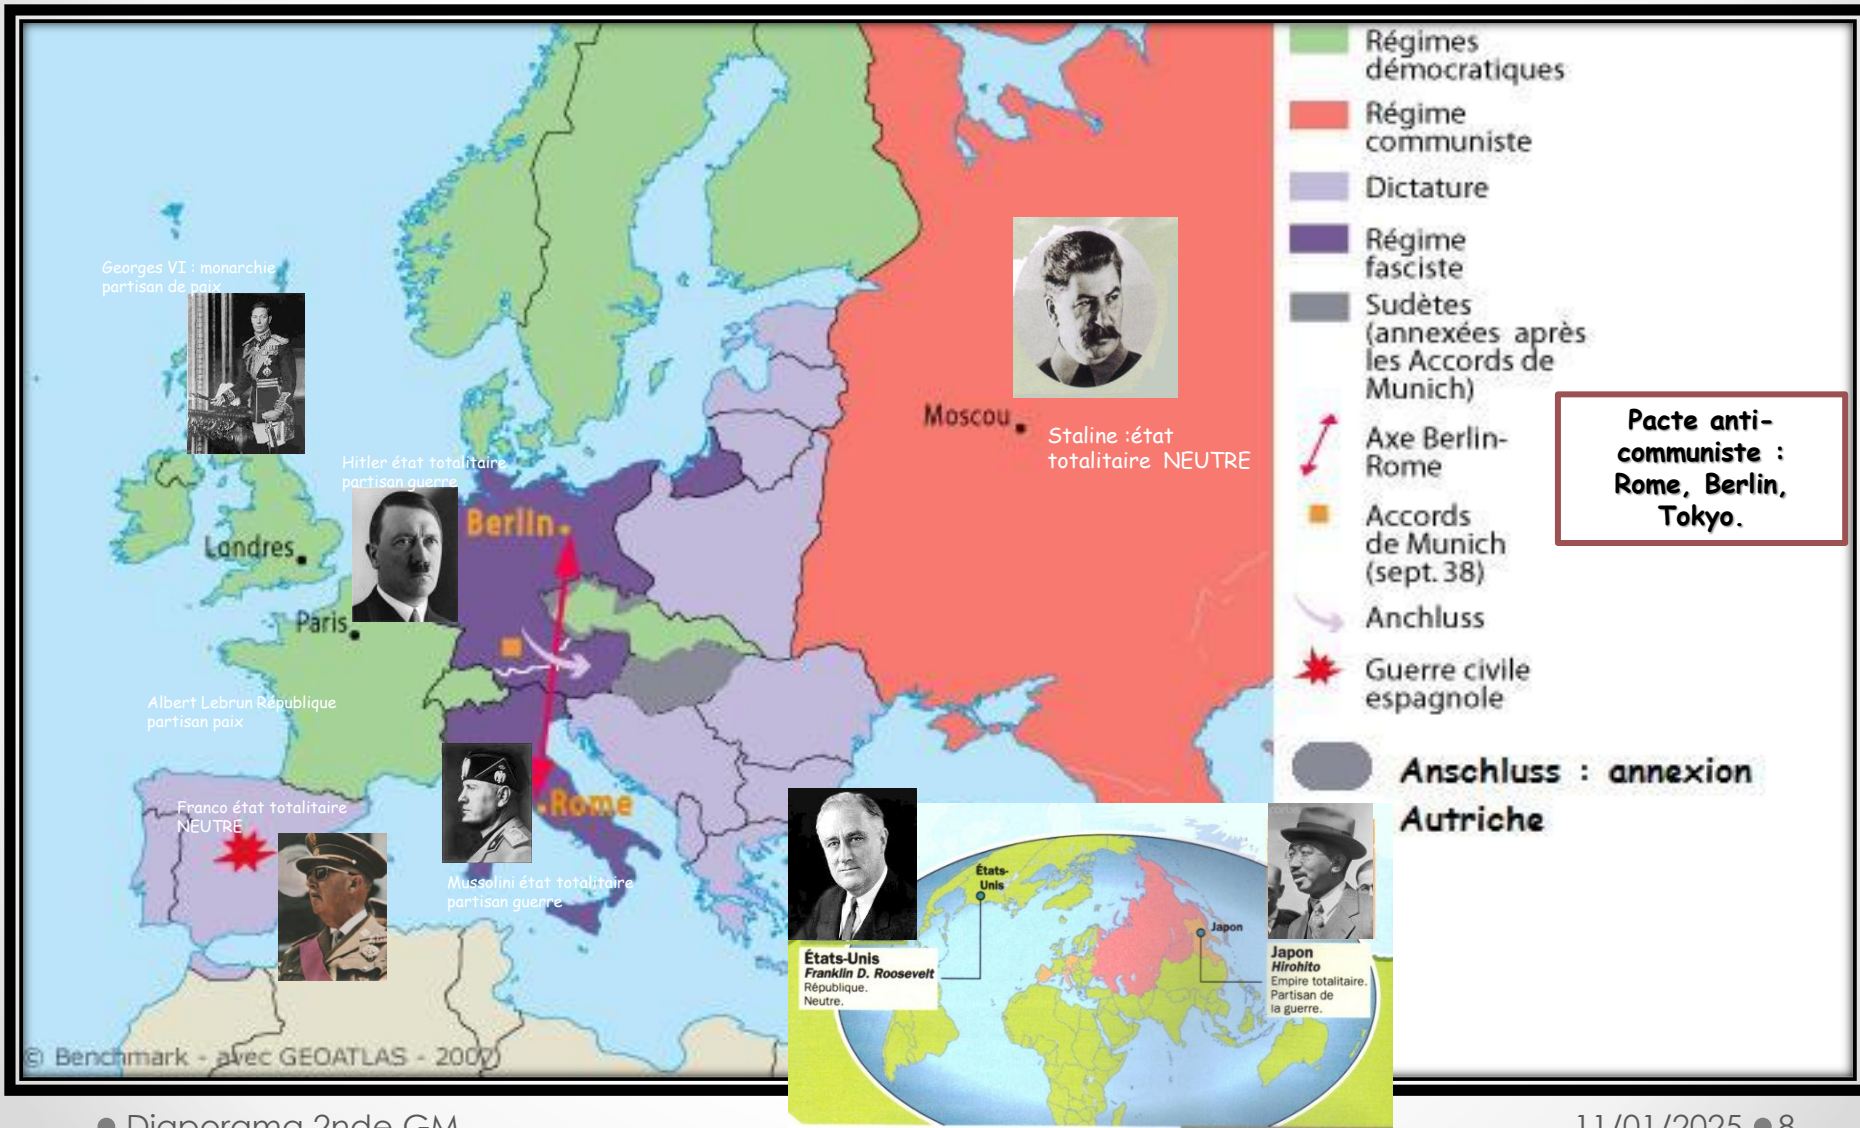 Régimes
démocratiques
Régime
communiste
Dictature
Régime
fasciste
Sudètes
(annexées après
les Accords de
Munich)
Axe Berlin-
Rome
Accords
de Munich
(sept. 38)
Anchluss
Guerre civile
espagnole
Anschluss : annexion
Autriche
Pacte anti-
communiste :
Rome, Berlin,
Tokyo.
Georges VI : monarchie
partisan de paix
Hitler état totalitaire
partisan guerre
Moscou
Staline :état
totalitaire NEUTRE
Berlin
Londres
Paris
Albert Lebrun République
partisan paix
Franco état totalitaire
NEUTRE
Rome
Mussolini état totalitaire
partisan guerre
États-
Unis
Japon
États-Unis
Franklin D. Roosevelt
République.
Neutre.
Japon
Hirohito
Empire totalitaire.
Partisan de
la guerre.
© Benchmark - avec GEOATLAS - 2007)
Diaporama 2nde GM
11/01/2025
8